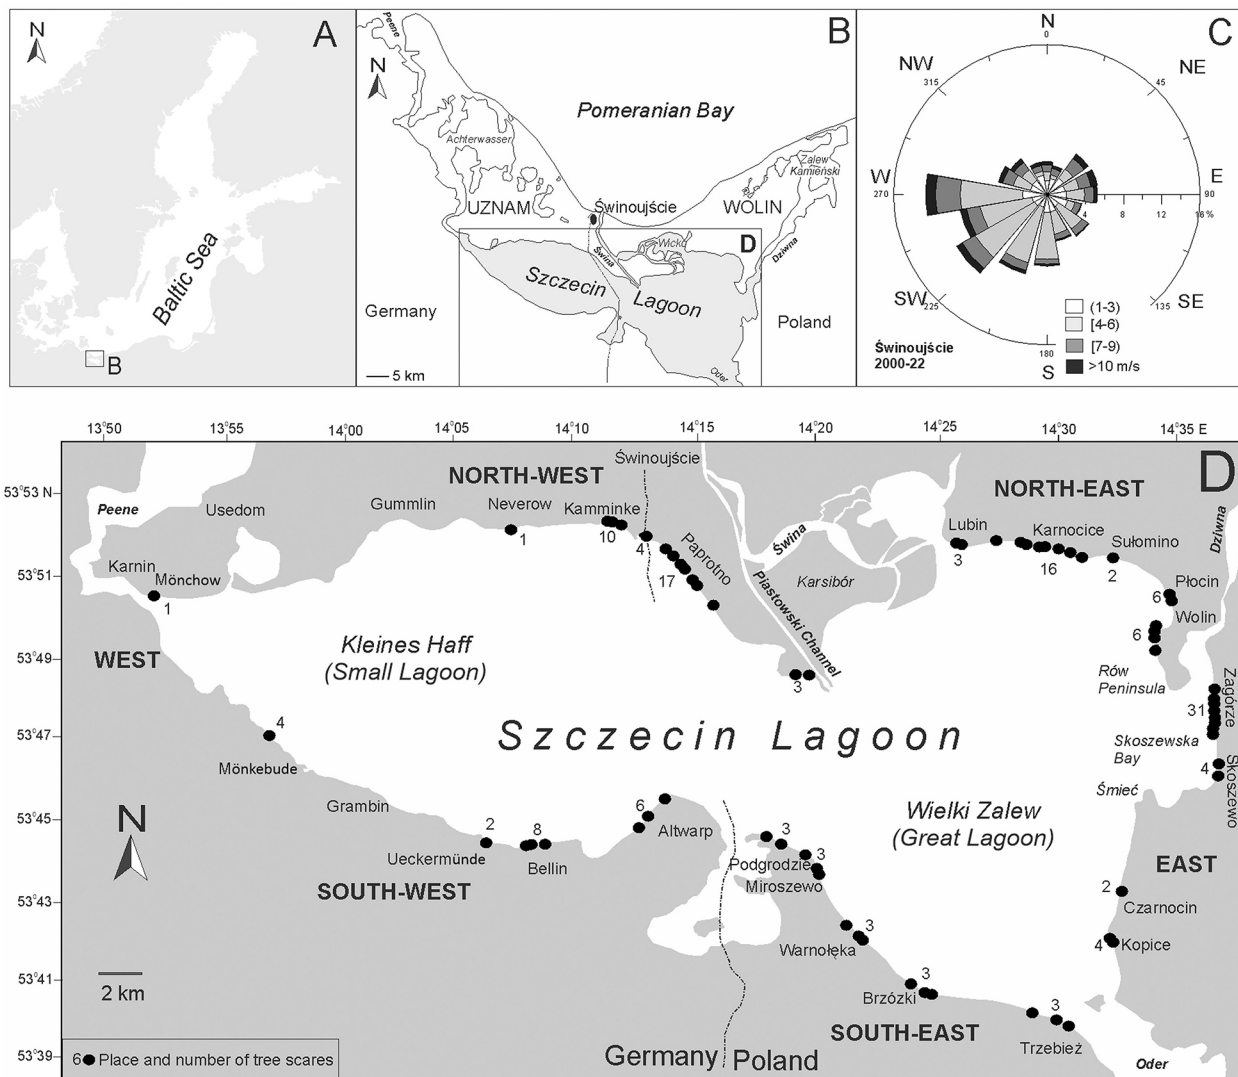 N
A
Baltic Sea
B
Peene
B
N
Pomeranian Bay
Achterwasser
Zalew
Kamieński
UZNAM
Świnoujście
WOLIN
D
Wicko
Świna
Dziwna
Szczecin
Lagoon
Germany
Poland
5 km
Oder
C
N
0
NW
315
NE
45
W
270
E
90
4
8
12
16 %
SW
225
SE
135
180
S
(1-3)
[4-6)
[7-9)
>10 m/s
Świnoujście
2000-22
13°50
13°55
14°00
14°05
14°10
14°15
14°20
14°25
14°30
14°35 E
D
53°53 N
53°51
53°49
53°47
53°45
53°43
53°41
53°39
NORTH-WEST
Świnoujście
NORTH-EAST
Peene
Usedom
Gummlin
Neverow
1
Kamminke
10
4
Paprotno
17
Świna
Karsibór
Piastowski Channel
3
Lubin
3
Karnocice
16
Sułomino
2
Dziwna
Płocin
6
Wolin
6
Karnin
Mönchow
1
WEST
Kleines Haff
(Small Lagoon)
Rów
Peninsula
Zagórze
31
Skoszewska
Bay
4
Skoszewo
Śmieć
4
Mönkebude
Szczecin Lagoon
Grambin
Wielki Zalew
(Great Lagoon)
2
Ueckermünde
8
Bellin
6
Altwarp
SOUTH-WEST
3
Podgrodzie
3
Miroszewo
3
Warnołęka
EAST
2
Czarnocin
4
Kopice
3
Brzózki
SOUTH-EAST
3
Trzebież
N
2 km
6 Place and number of tree scares
Germany
Poland
Oder